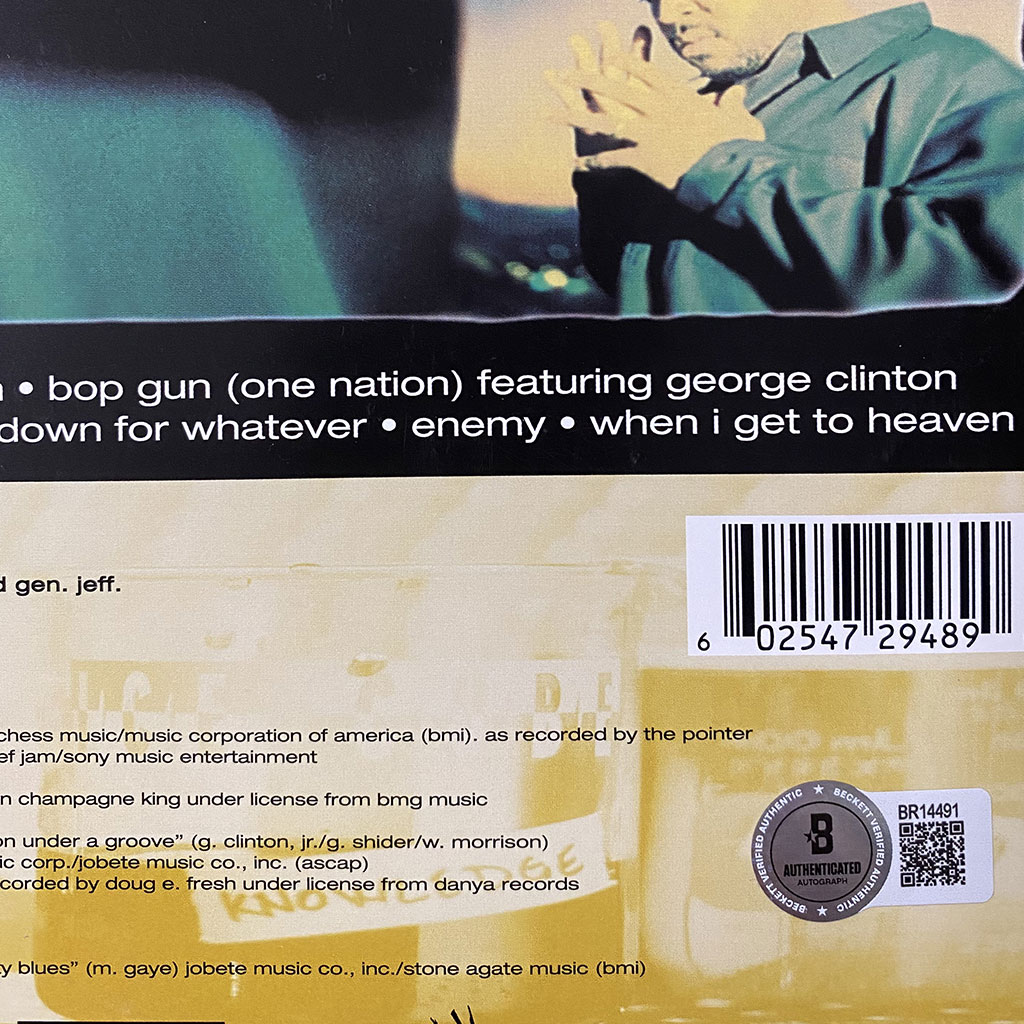 • bop gun (one nation) featuring george clinton
down for whatever • enemy • when i get to heaven
d gen. jeff.
6 02547 29489
chess music/music corporation of america (bmi). as recorded by the pointer
ef jam/sony music entertainment
n champagne king under license from bmg music
on under a groove” (g. clinton, jr./g. shider/w. morrison)
ic corp./jobete music co., inc. (ascap)
corded by doug e. fresh under license from danya records
KNOWLEDGE
y blues” (m. gaye) jobete music co., inc./stone agate music (bmi)
BECKETT VERIFIED AUTHENTIC ★ BECKETT VERIFIED AUTHENTIC ★
B
AUTHENTICATED
AUTOGRAPH
BR14491